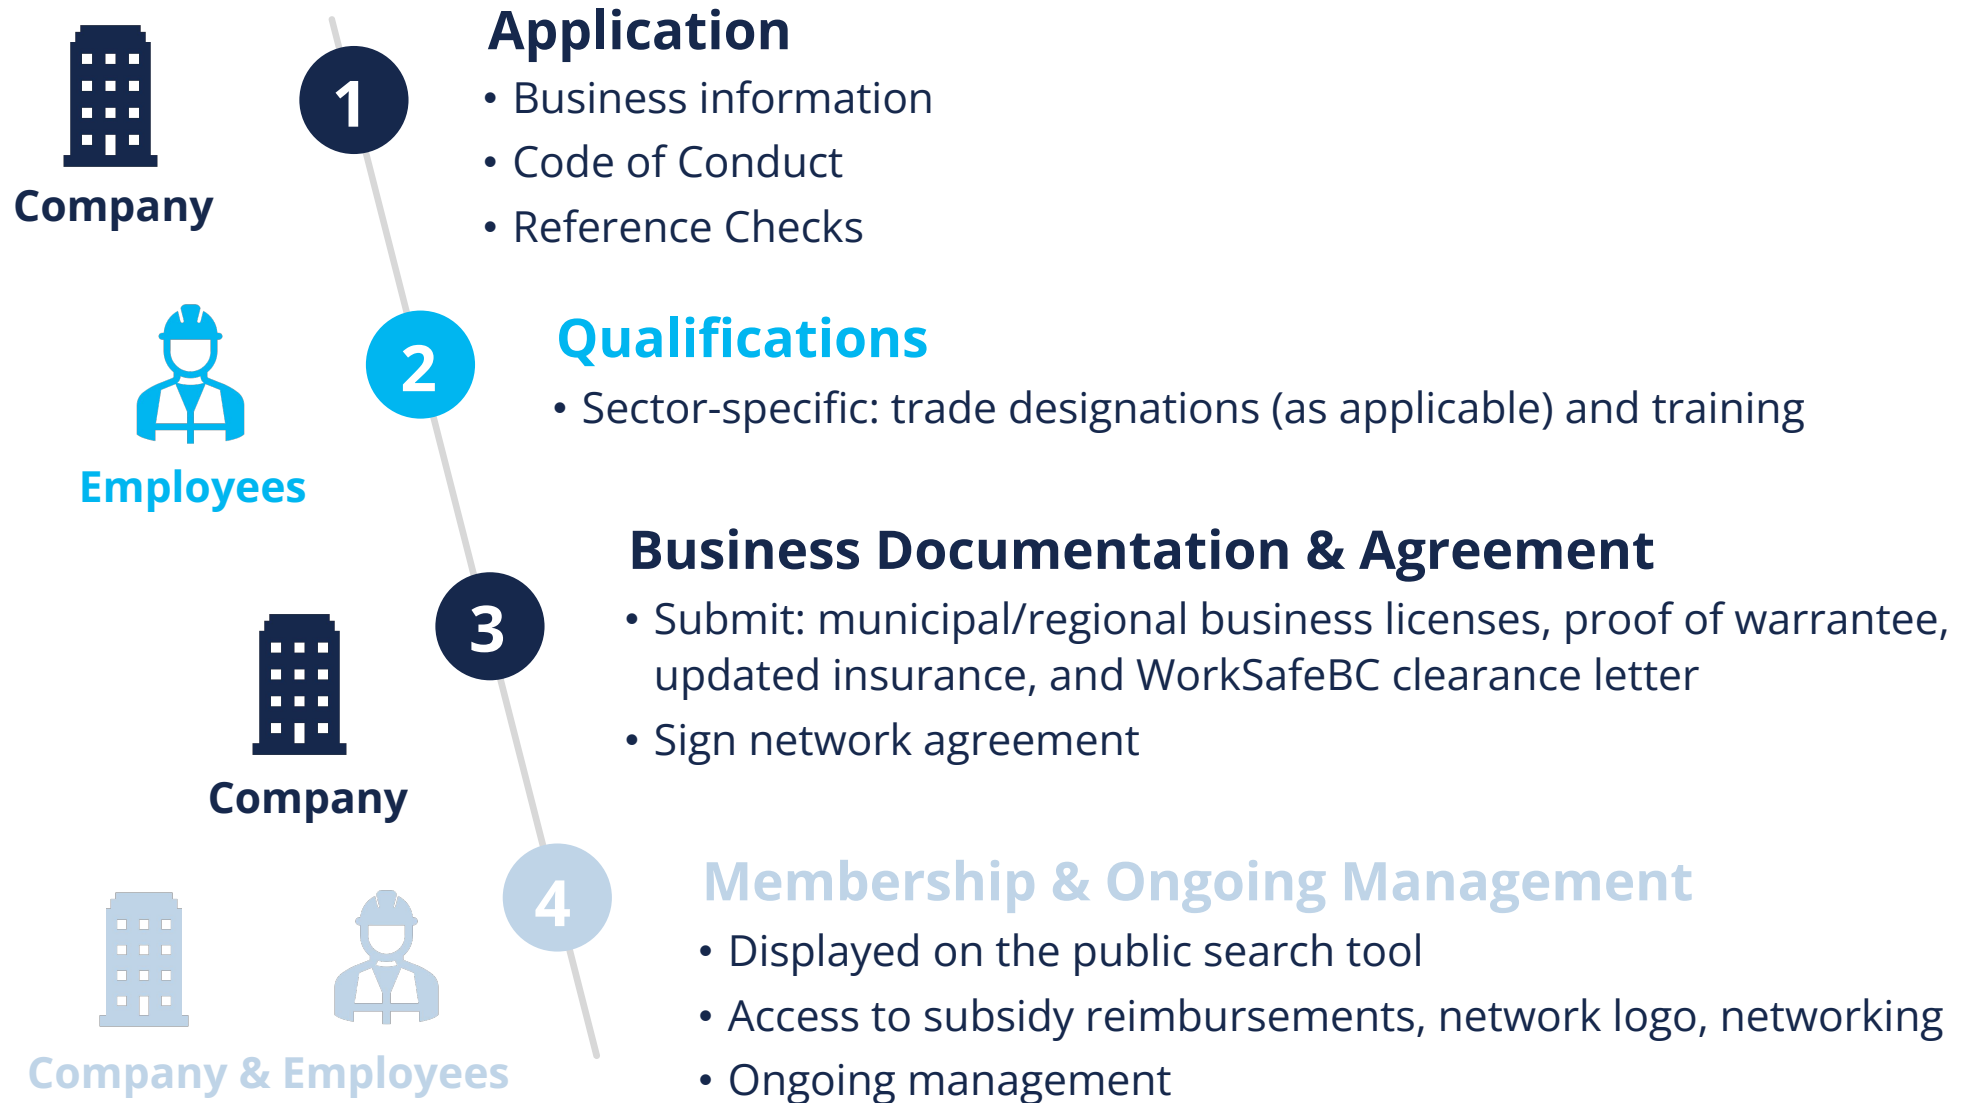 Application
1
• Business information
• Code of Conduct
• Reference Checks
Company
Qualifications
2
• Sector-specific: trade designations (as applicable) and training
Employees
Business Documentation & Agreement
3
• Submit: municipal/regional business licenses, proof of warrantee,
updated insurance, and WorkSafeBC clearance letter
• Sign network agreement
Company
Membership & Ongoing Management
4
• Displayed on the public search tool
• Access to subsidy reimbursements, network logo, networking
• Ongoing management
Company & Employees